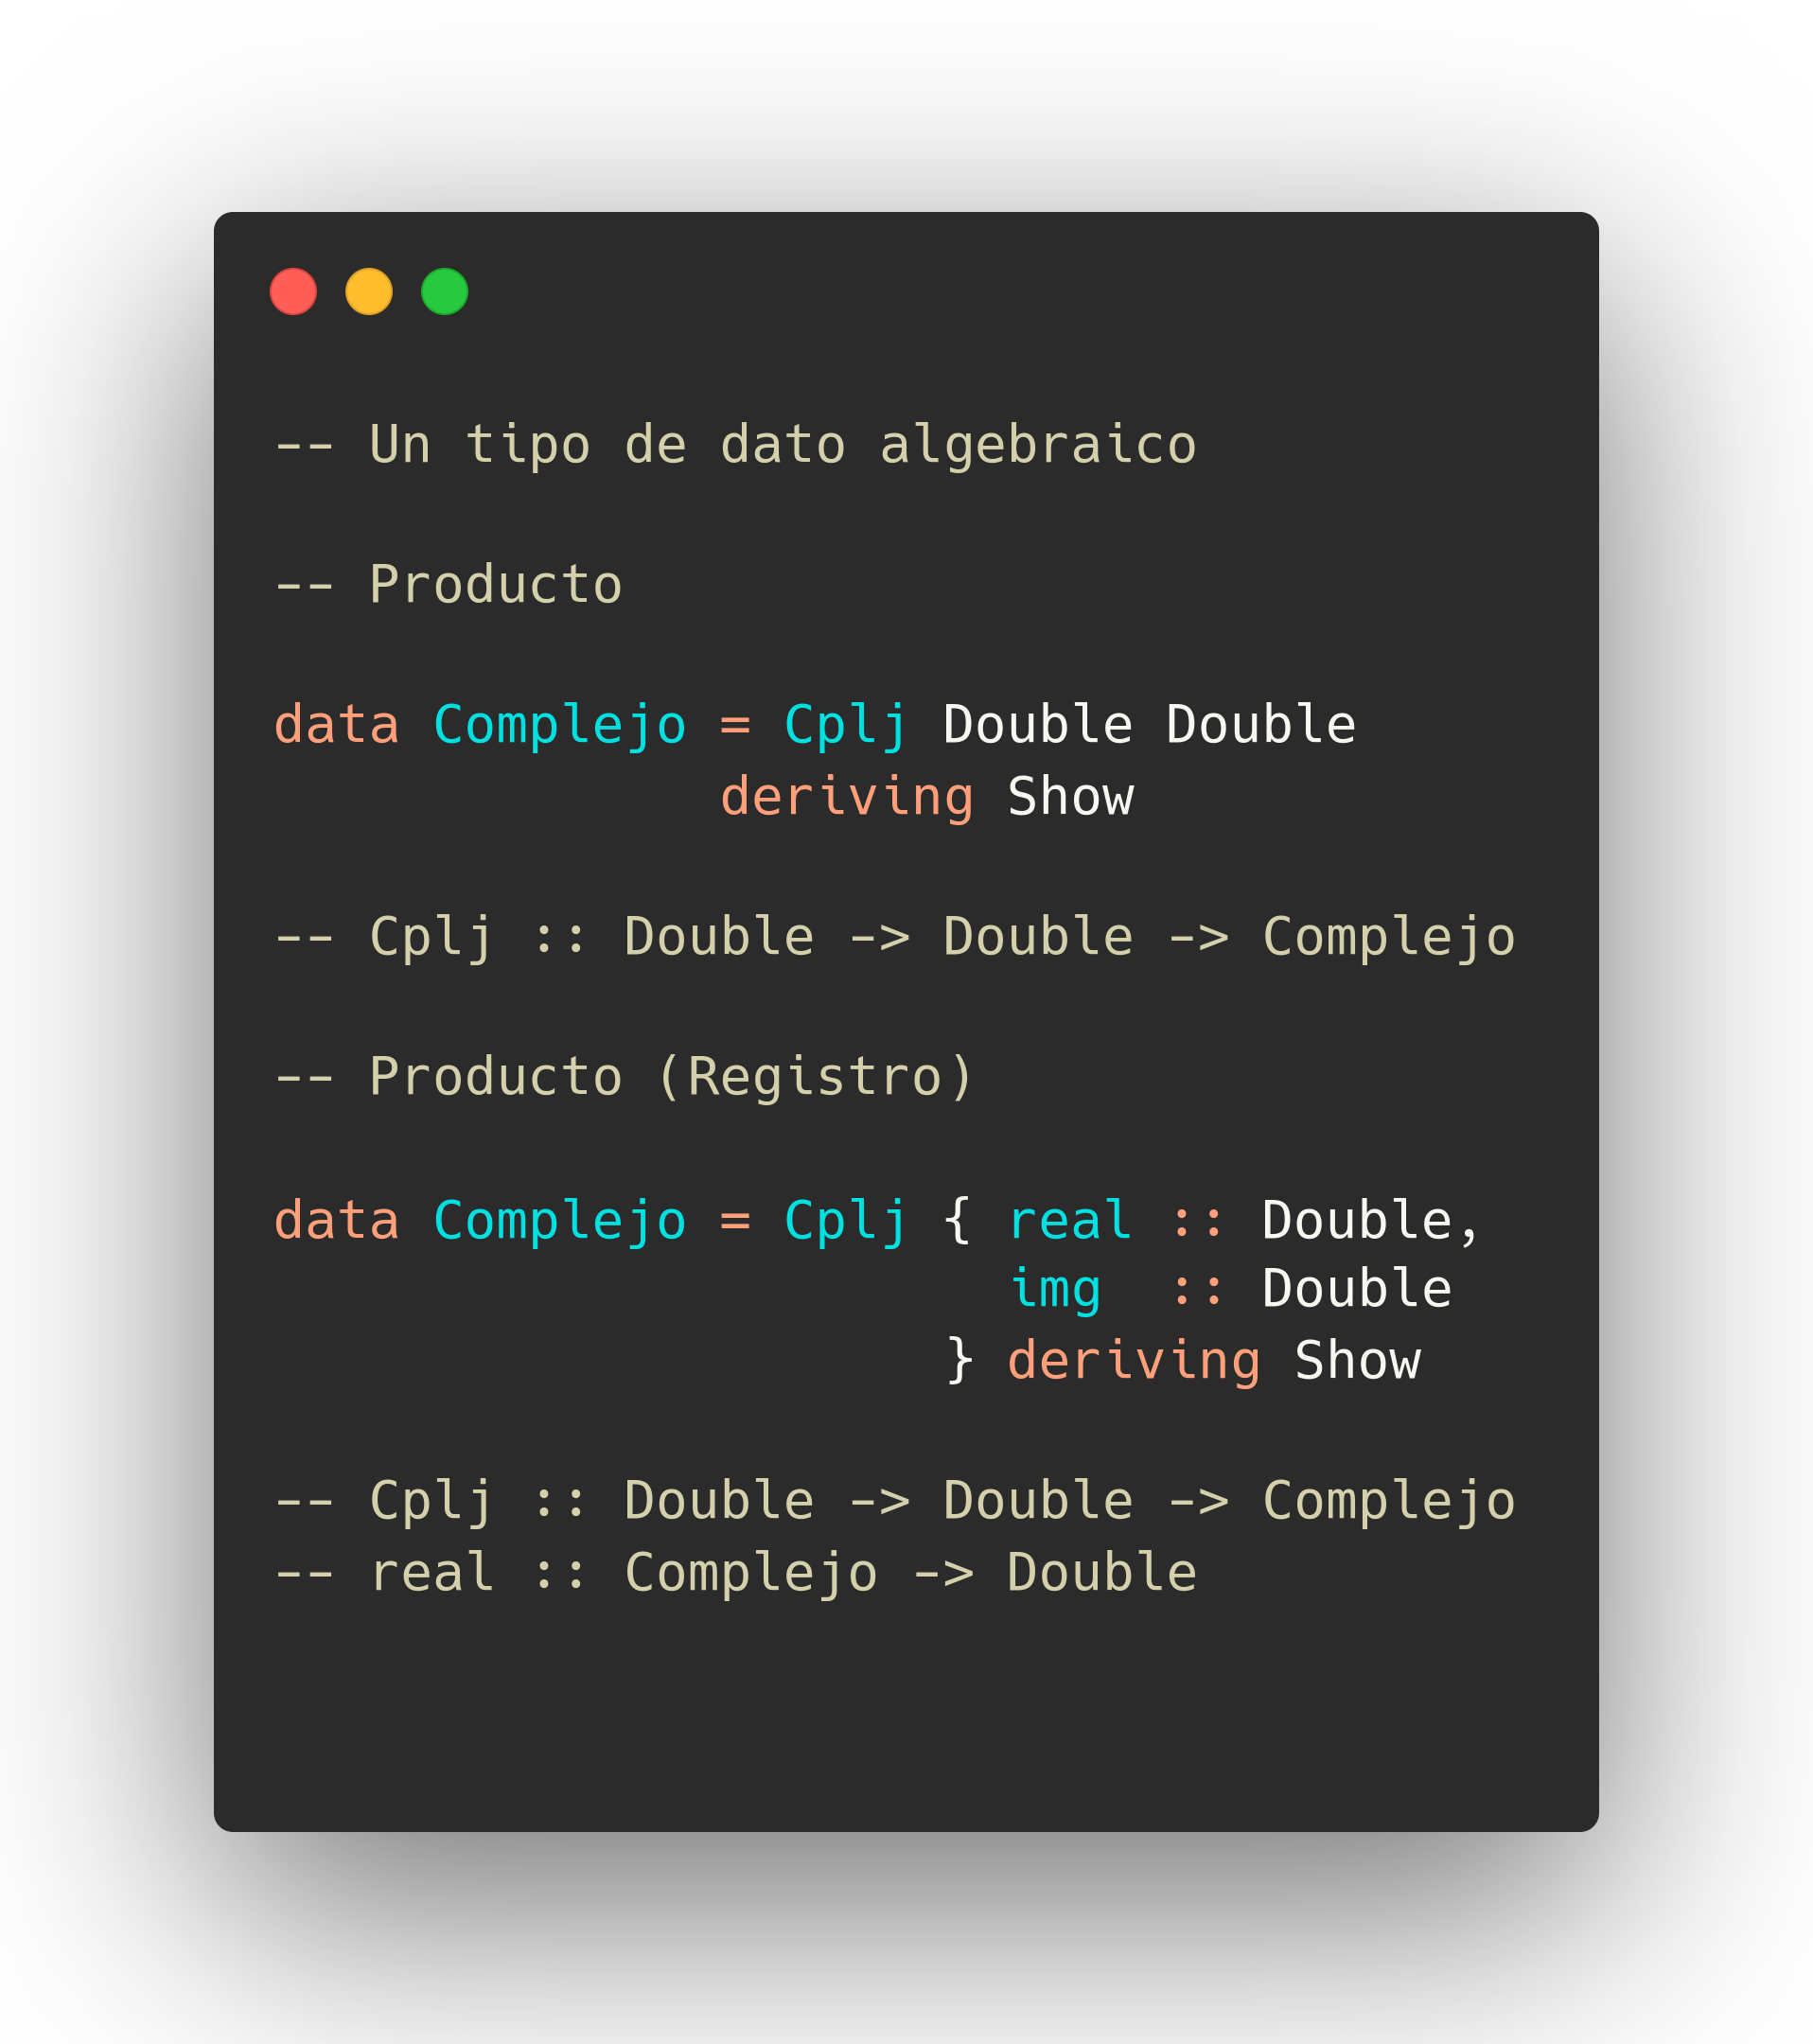 -- Un tipo de dato algebraico
-- Producto
data Complejo = Cplj Double Double
deriving Show
-- Cplj :: Double -> Double -> Complejo
-- Producto (Registro)
data Complejo = Cplj { real :: Double,
img  :: Double
} deriving Show
-- Cplj :: Double -> Double -> Complejo
-- real :: Complejo -> Double